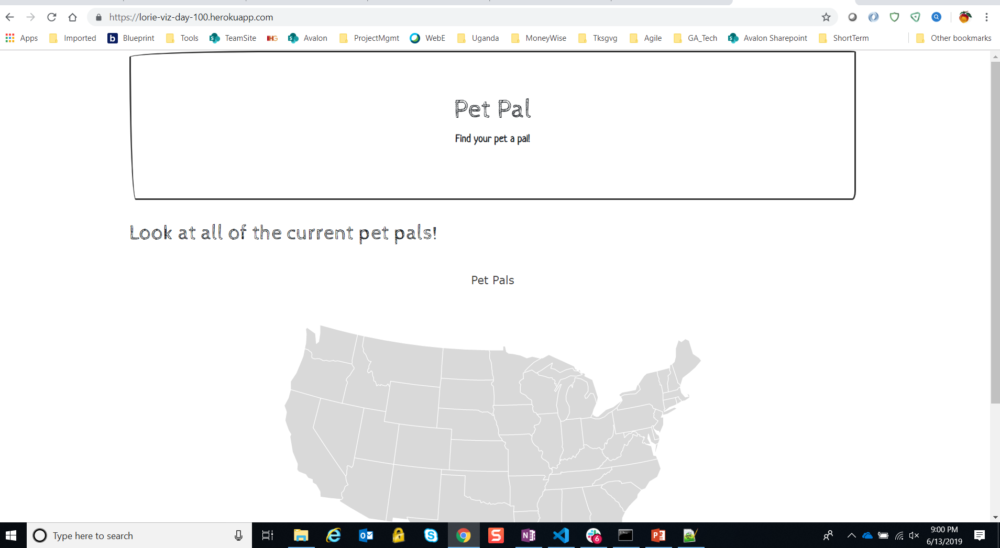 https://lorie-viz-day-100.herokuapp.com
Apps Imported b Blueprint Tools TeamSite IHG Avalon ProjectMgmt WebE Uganda MoneyWise Tksgvg Agile GA_Tech Avalon Sharepoint ShortTerm Other bookmarks
Pet Pal
Find your pet a pal!
Look at all of the current pet pals!
Pet Pals
Type here to search
9:00 PM
6/13/2019
6